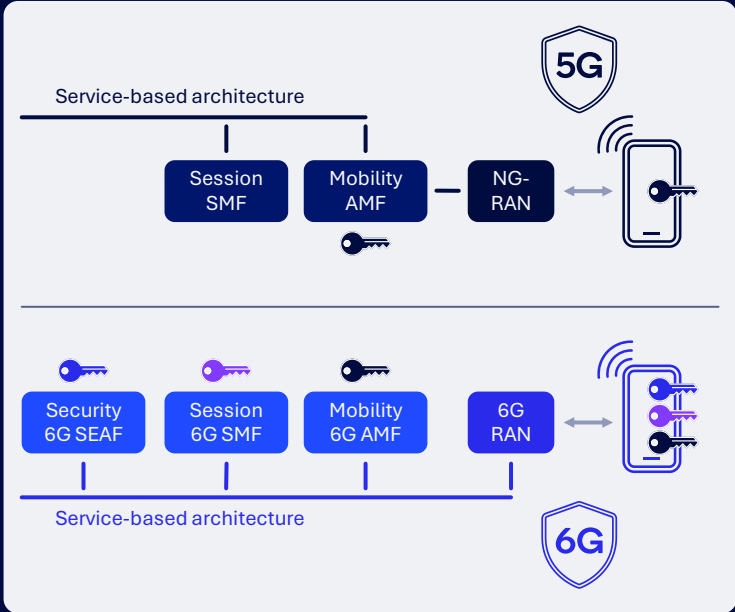 5G
Service-based architecture
Session
SMF
Mobility
AMF
NG-
RAN
Security
6G SEAF
Session
6G SMF
Mobility
6G AMF
6G
RAN
Service-based architecture
6G